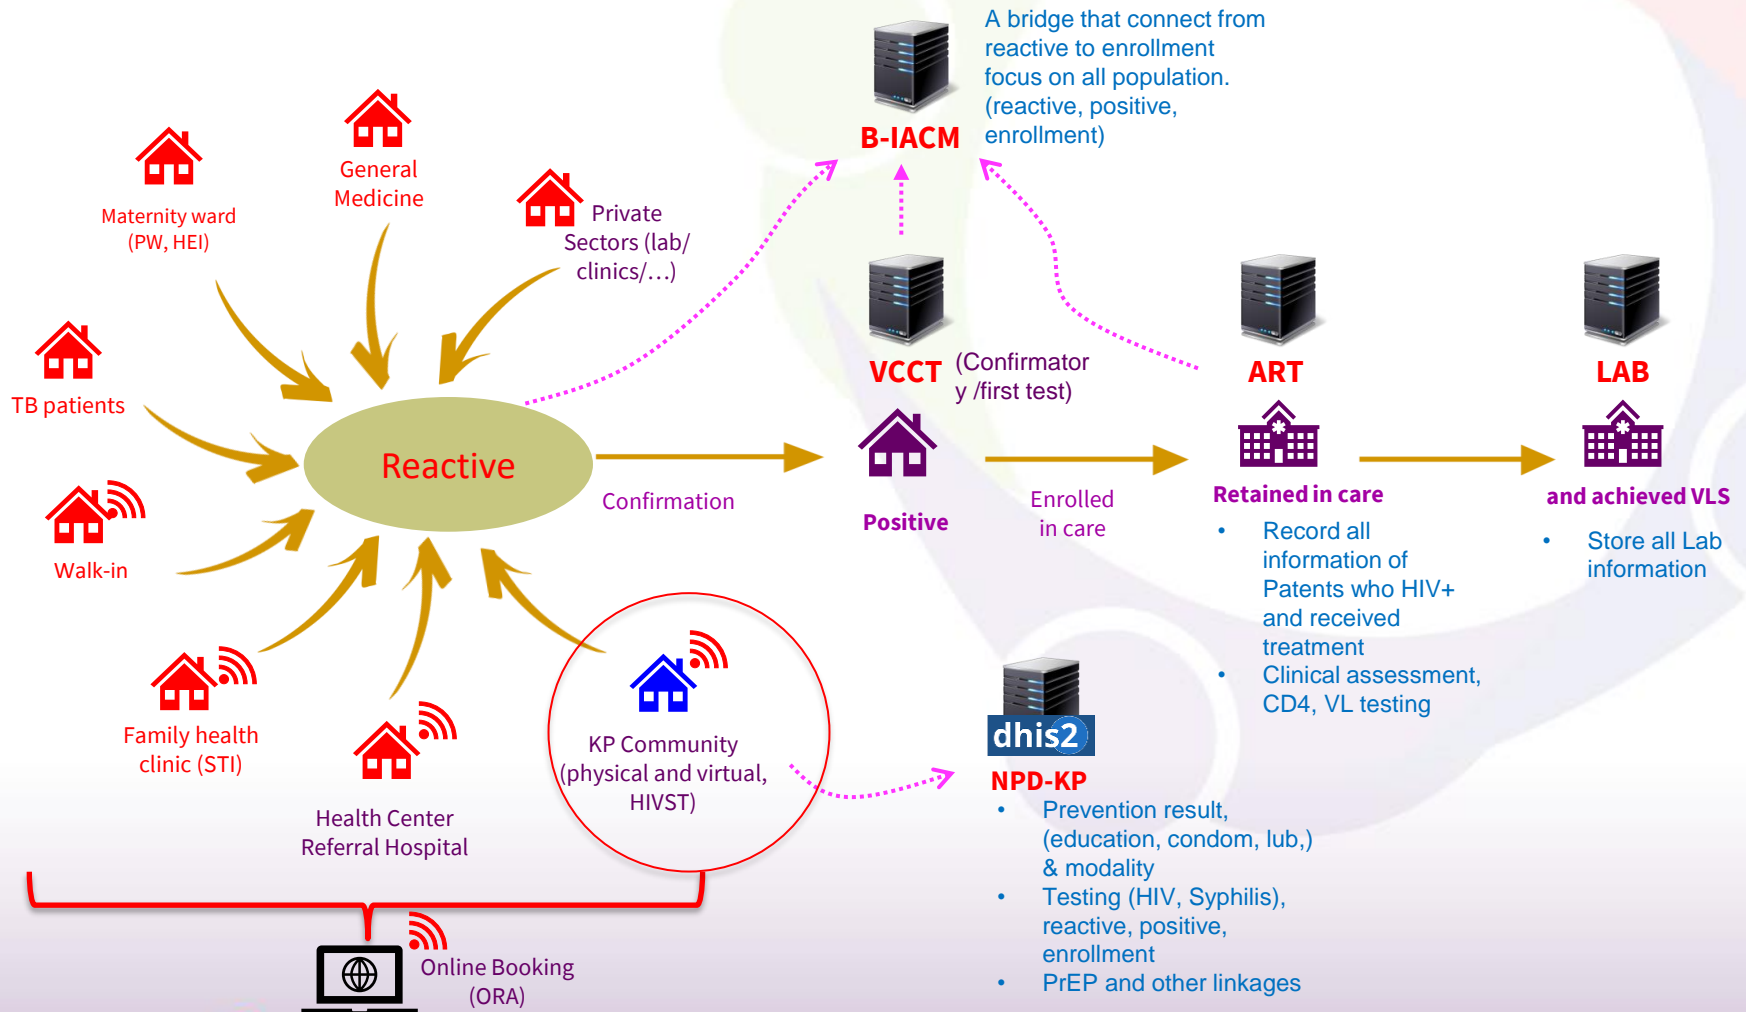 A bridge that connect from
reactive to enrollment
focus on all population.
(reactive, positive,
enrollment)
B-IACM
General
Medicine
Maternity ward
(PW, HEI)
Private
Sectors (lab/
clinics/...)
TB patients
VCCT
(Confirmator
y /first test)
ART
LAB
Reactive
Confirmation
Positive
Enrolled
in care
Retained in care
• Record all
information of
Patents who HIV+
and received
treatment
• Clinical assessment,
CD4, VL testing
and achieved VLS
• Store all Lab
information
Walk-in
Family health
clinic (STI)
Health Center
Referral Hospital
KP Community
(physical and virtual,
HIVST)
dhis2
NPD-KP
• Prevention result,
(education, condom, lub,)
& modality
• Testing (HIV, Syphilis),
reactive, positive,
enrollment
• PrEP and other linkages
Online Booking
(ORA)